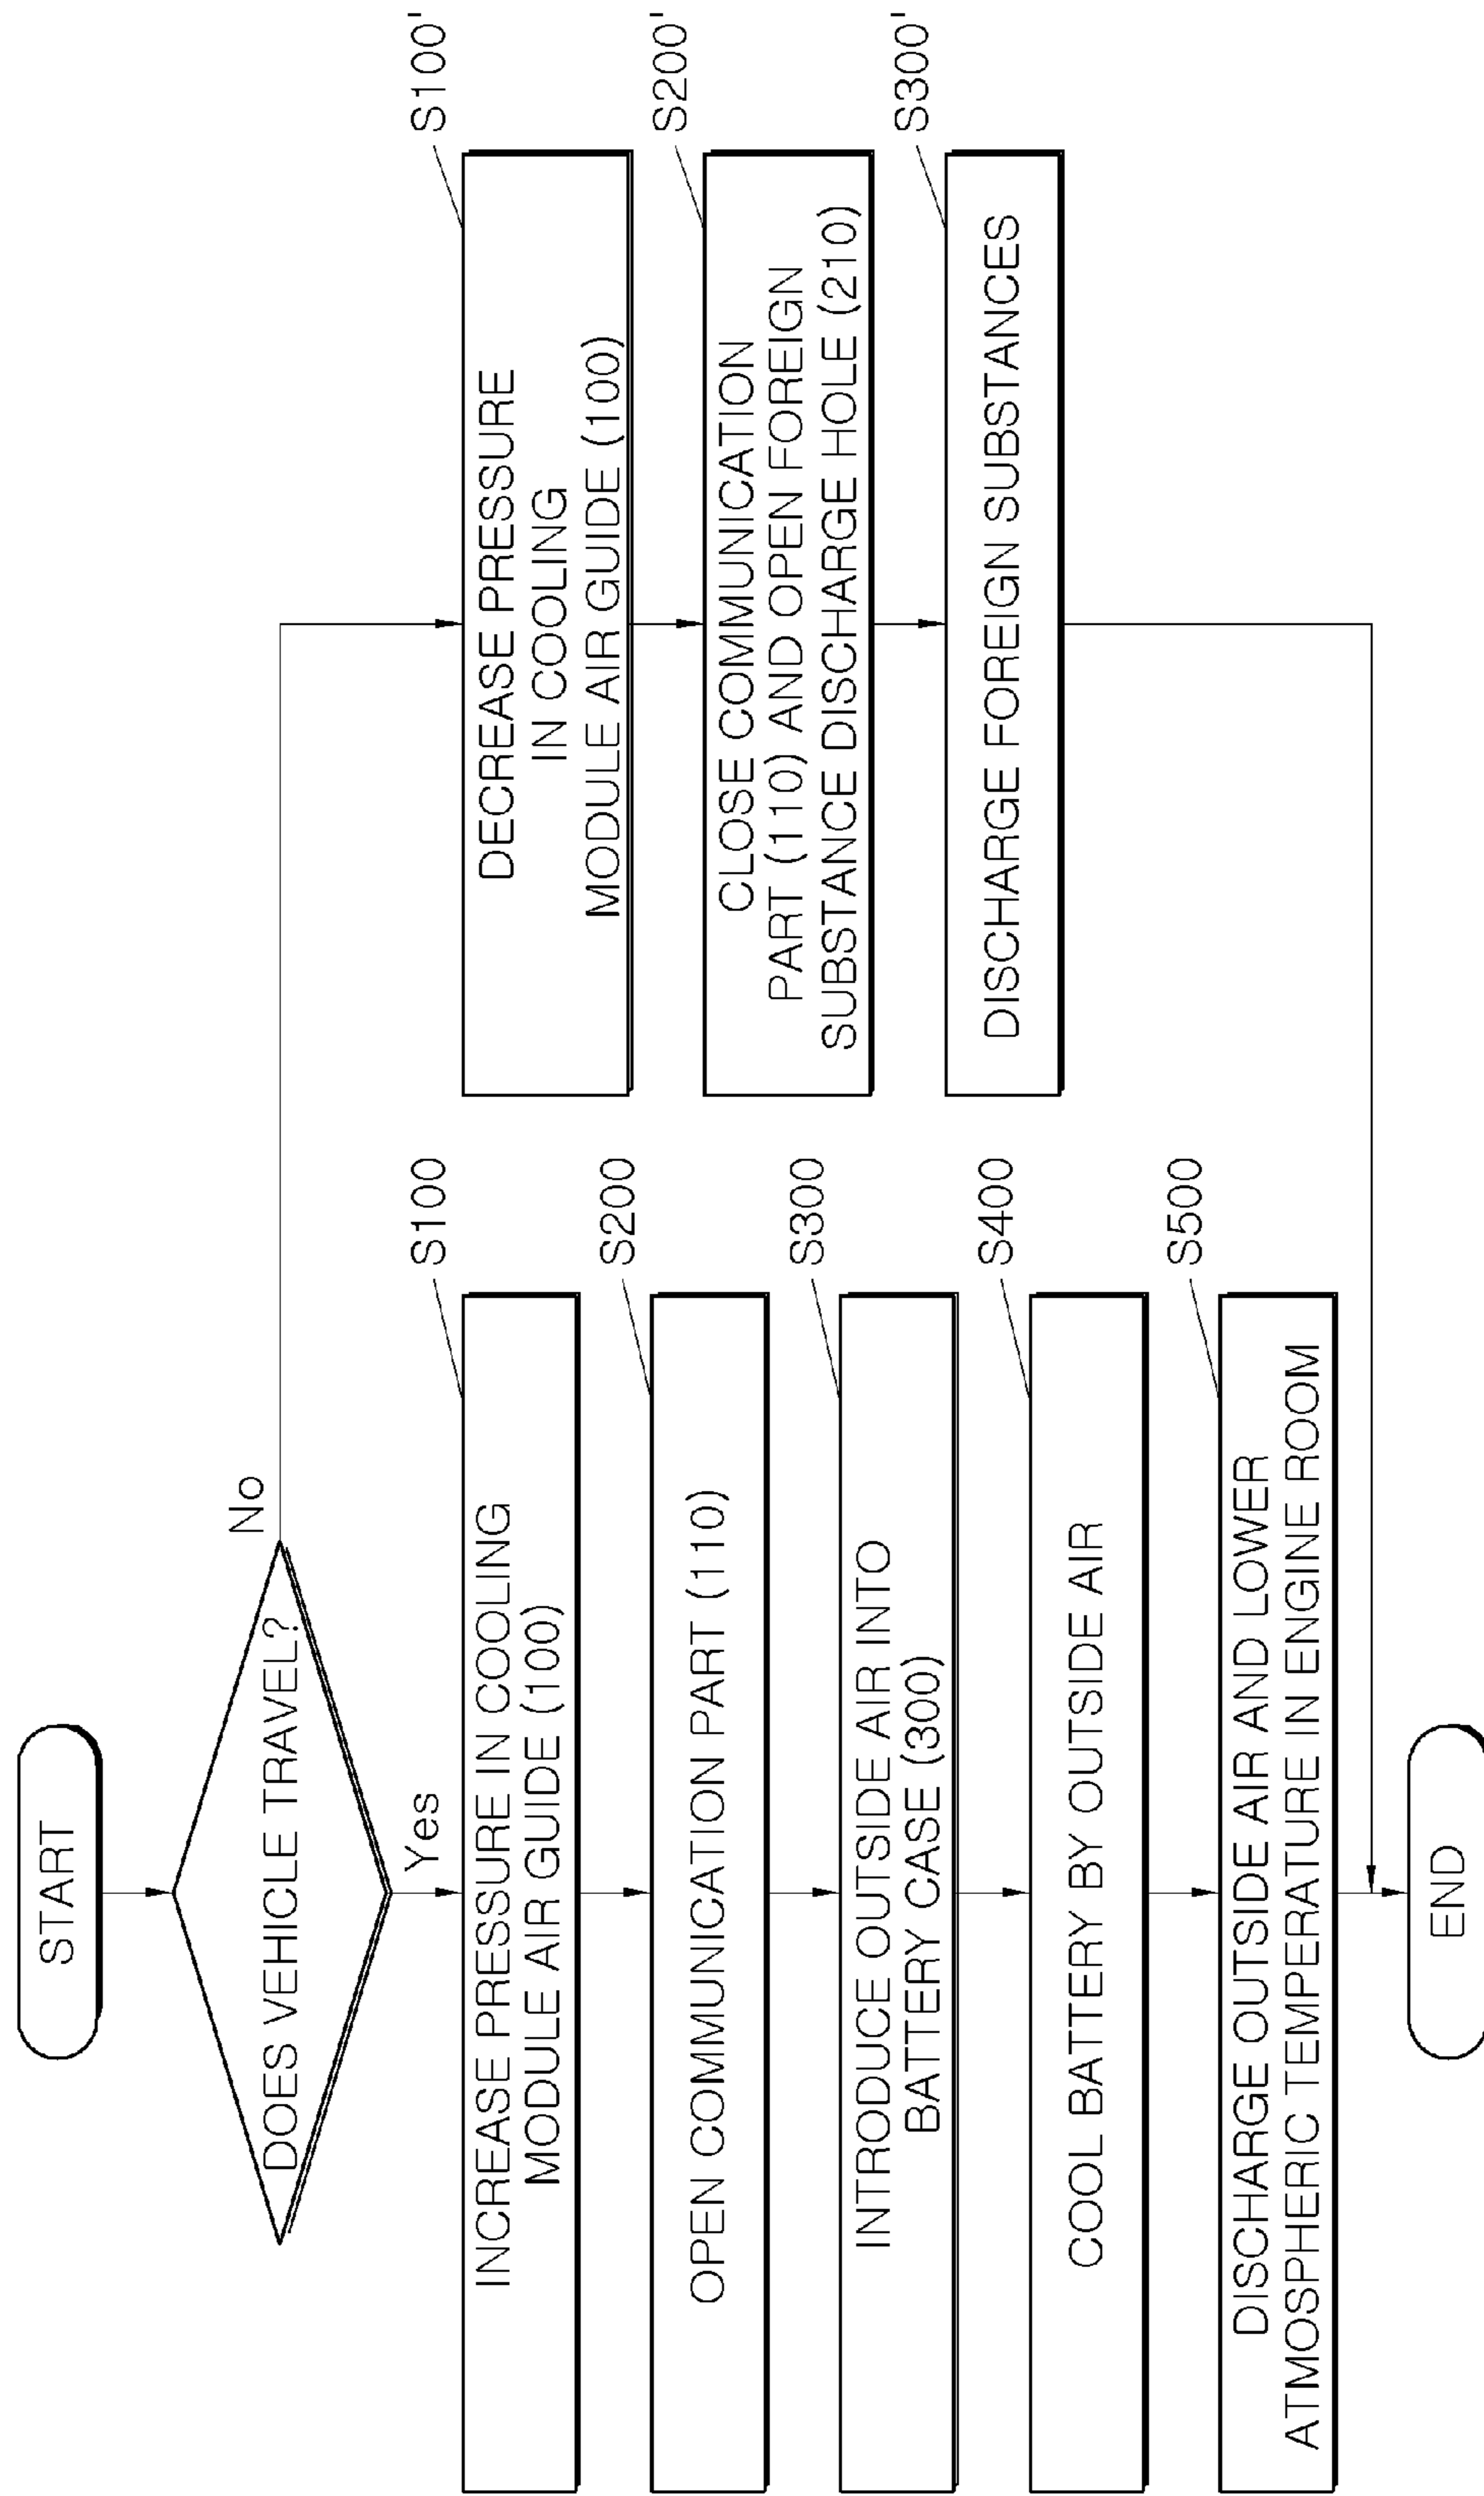 START
DOES VEHICLE TRAVEL?
No
Yes
S100
INCREASE PRESSURE IN COOLING
MODULE AIR GUIDE (100)
S200
OPEN COMMUNICATION PART (110)
S300
INTRODUCE OUTSIDE AIR INTO
BATTERY CASE (300)
S400
COOL BATTERY BY OUTSIDE AIR
S500
DISCHARGE OUTSIDE AIR AND LOWER
ATMOSPHERIC TEMPERATURE IN ENGINE ROOM
S100'
DECREASE PRESSURE
IN COOLING
MODULE AIR GUIDE (100)
S200'
CLOSE COMMUNICATION
PART (110) AND OPEN FOREIGN
SUBSTANCE DISCHARGE HOLE (210)
S300'
DISCHARGE FOREIGN SUBSTANCES
END